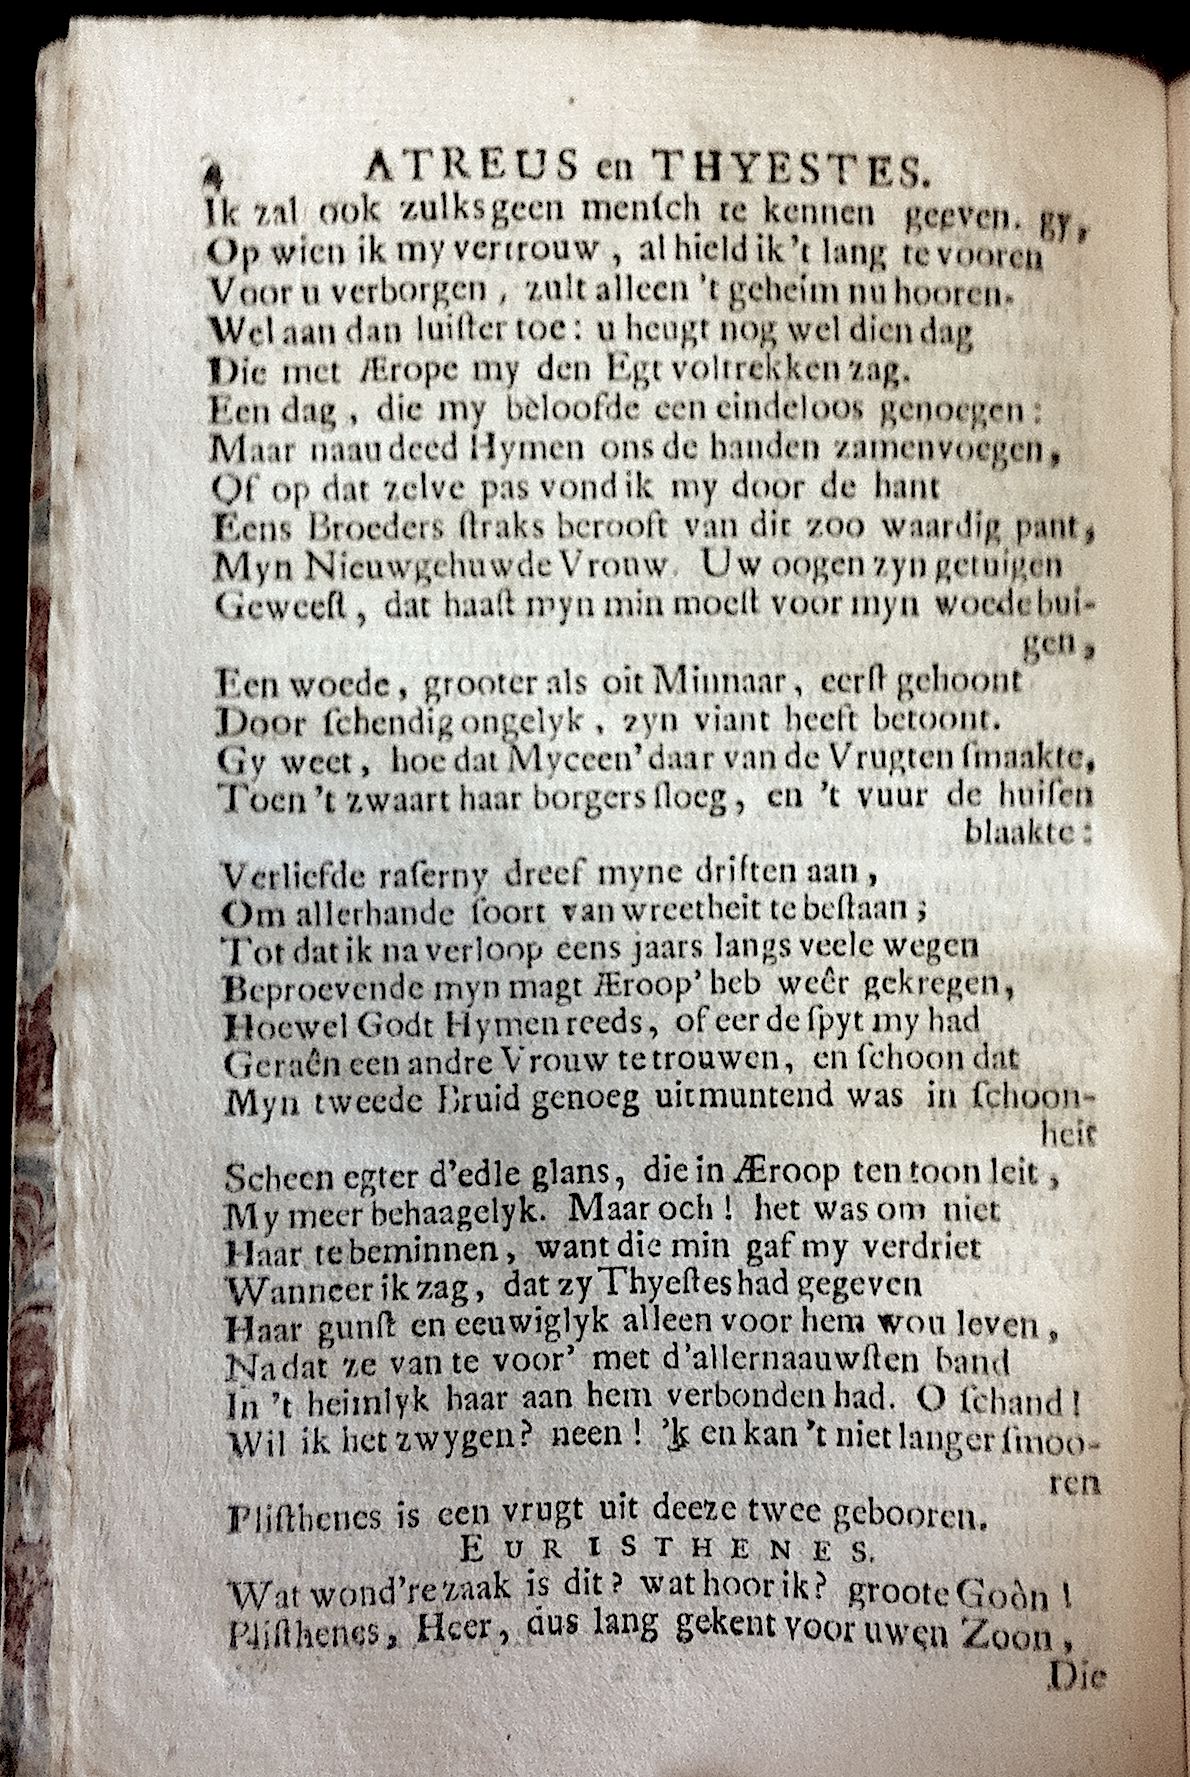 4 ATREUS en THYESTES.
Ik zal ook zulks geen menſch te kennen geeven. gy,
Op wien ik my vertrouw, al hield ik 't lang te vooren
Voor u verborgen, zult alleen 't geheim nu hooren.
Wel aan dan luiſter toe: u heugt nog wel dien dag
Die met Ærope my den Egt voltrekken zag.
Een dag, die my beloofde een eindeloos genoegen:
Maar naau deed Hymen ons de handen zamenvoegen,
Of op dat zelve pas vond ik my door de hant
Eens Broeders ſtraks berooft van dit zoo waardig pant,
Myn Nieuwgehuwde Vrouw. Uw oogen zyn getuigen
Geweeſt, dat haaſt myn min moeſt voor myn woede bui-
gen,
Een woede, grooter als oit Minnaar, eerſt gehoont
Door ſchendig ongelyk, zyn viant heeft betoont.
Gy weet, hoe dat Myceen' daar van de Vrugten ſmaakte,
Toen 't zwaart haar borgers ſloeg, en 't vuur de huiſen
blaakte:
Verliefde raſerny dreef myne driften aan,
Om allerhande ſoort van wreetheit te beſtaan;
Tot dat ik na verloop eens jaars langs veele wegen
Beproevende myn magt Æroop' heb weêr gekregen,
Hoewel Godt Hymen reeds, of eer de ſpyt my had
Geraên een andre Vrouw te trouwen, en ſchoon dat
Myn tweede Bruid genoeg uitmuntend was in ſchoon-
heit
Scheen egter d'edle glans, die in Æroop ten toon leit,
My meer behaagelyk. Maar och! het was om niet
Haar te beminnen, want die min gaf my verdriet
Wanneer ik zag, dat zy Thyeſtes had gegeven
Haar gunſt en eeuwiglyk alleen voor hem wou leven,
Na dat ze van te voor' met d'allernaauwſten band
In 't heimlyk haar aan hem verbonden had. O ſchand!
Wil ik het zwygen? neen! 'k en kan 't niet langer ſmoo-
ren
Pliſthenes is een vrugt uit deeze twee gebooren.
EURISTHENES.
Wat wond're zaak is dit? wat hoor ik? groote Goôn!
Pliſthenes, Heer, dus lang gekent voor uwen Zoon,
Die